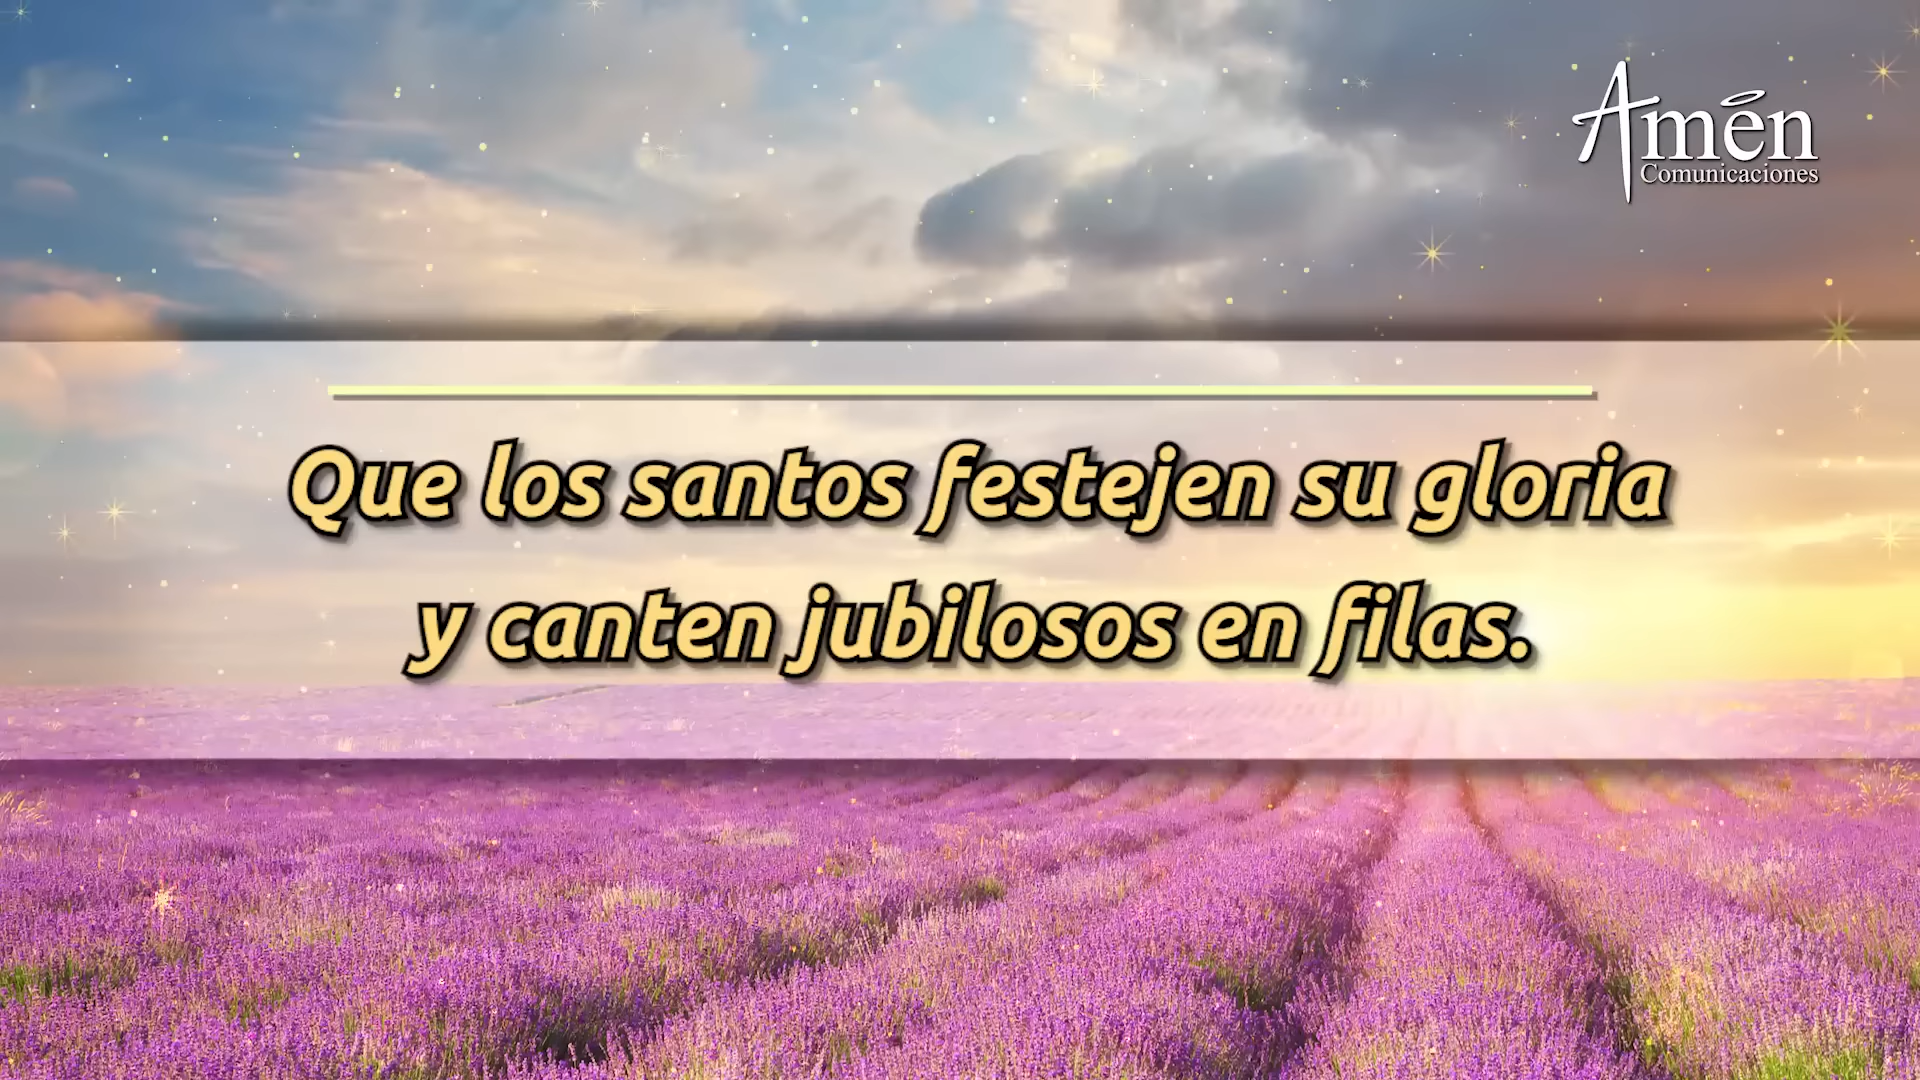 Amén
Comunicaciones
Que los santos festejen su gloria
y canten jubilosos en filas.